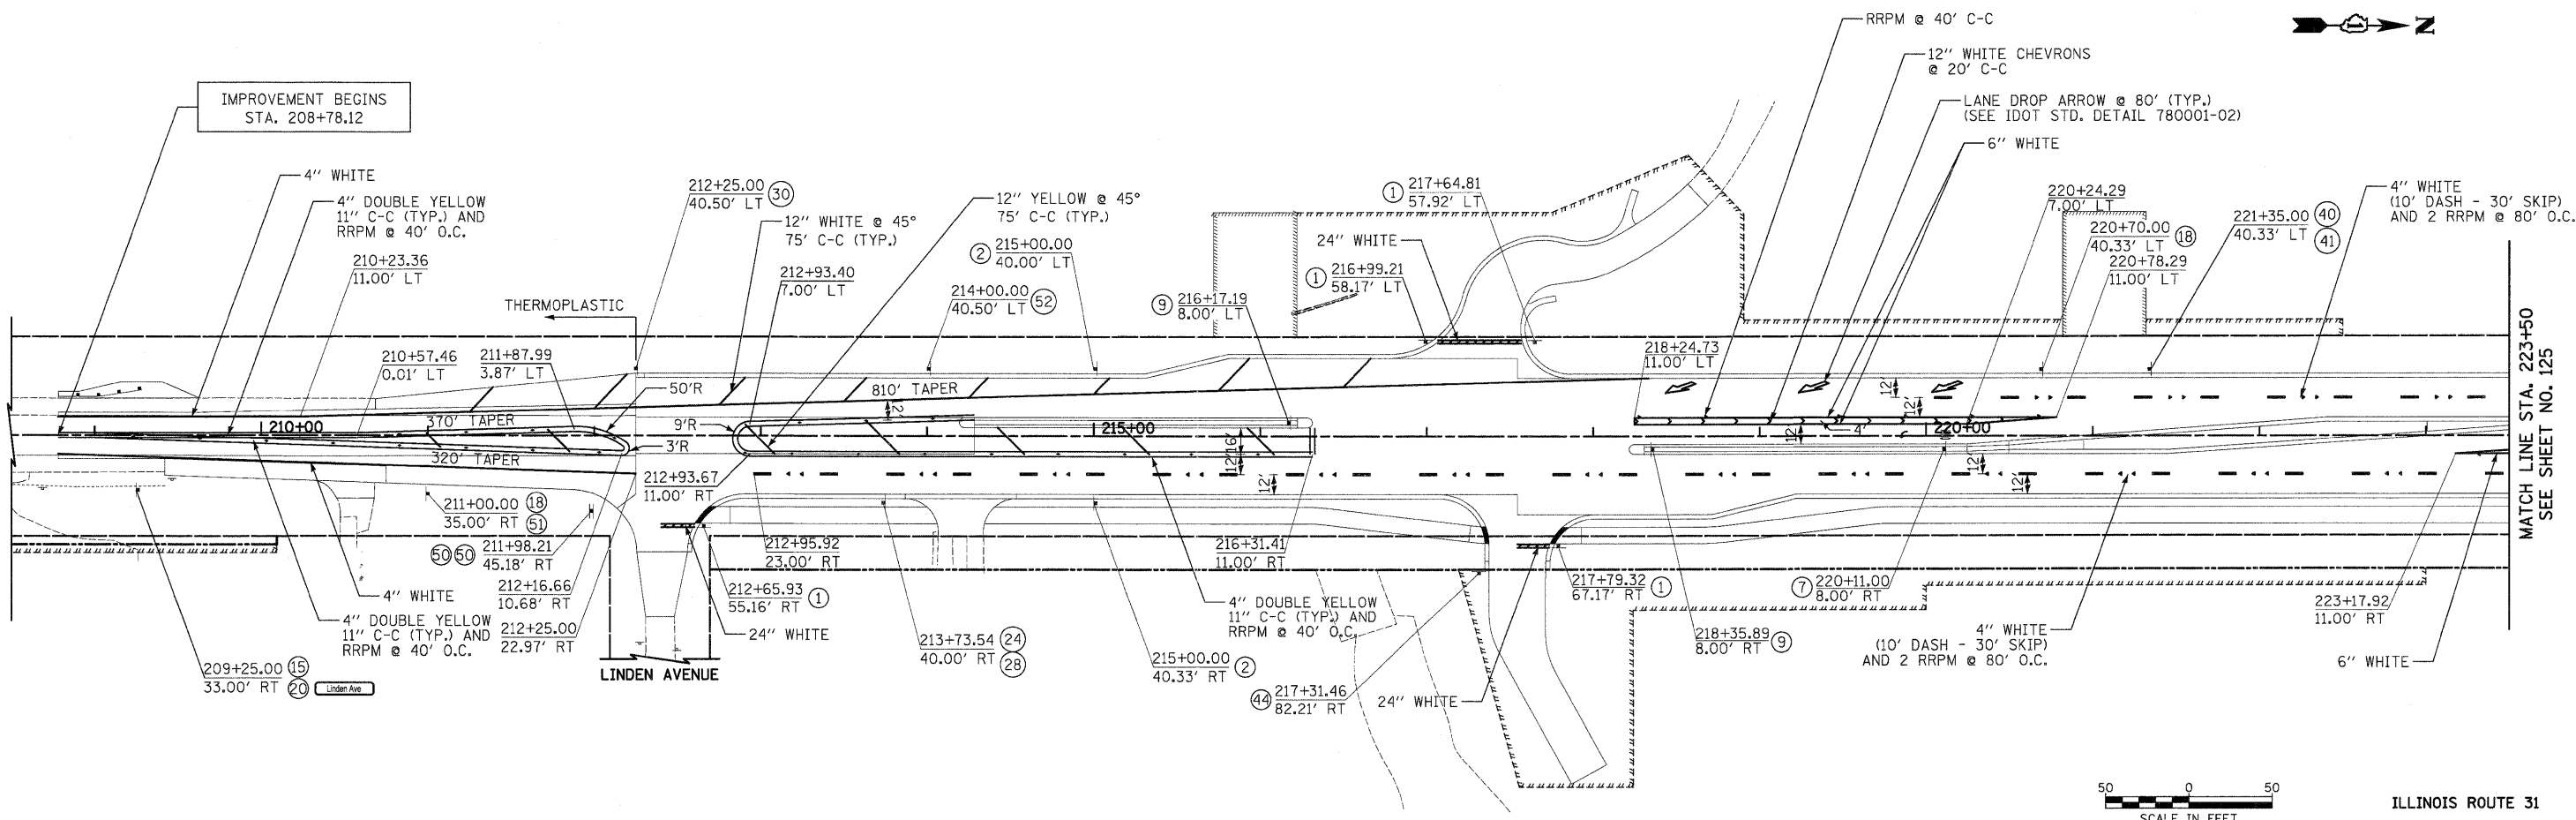 RRPM @ 40' C-C
N
12" WHITE CHEVRONS
@ 20' C-C
IMPROVEMENT BEGINS
STA. 208+78.12
LANE DROP ARROW @ 80' (TYP.)
(SEE IDOT STD. DETAIL 780001-02)
6" WHITE
4" WHITE
4" DOUBLE YELLOW
11" C-C (TYP.) AND
RRPM @ 40' O.C.
210+23.36
11.00' LT
212+25.00 30
40.50' LT
12" WHITE @ 45°
75' C-C (TYP.)
212+93.40
7.00' LT
12" YELLOW @ 45°
75' C-C (TYP.)
2 215+00.00
40.00' LT
214+00.00 52
40.50' LT
24" WHITE
1 217+64.81
57.92' LT
1 216+99.21
58.17' LT
9 216+17.19
8.00' LT
220+24.29
7.00' LT
220+70.00 18
40.33' LT
220+78.29
11.00' LT
221+35.00 40
40.33' LT 41
4" WHITE
(10' DASH - 30' SKIP)
AND 2 RRPM @ 80' O.C.
THERMOPLASTIC
210+57.46
0.01' LT
211+87.99
3.87' LT
50'R
810' TAPER
218+24.73
11.00' LT
12'
12'
12'
370' TAPER
9'R
210+00
215+00
220+00
4'
12'
3'R
320' TAPER
16'
12'
12'
12'
12'
MATCH LINE STA. 223+50
SEE SHEET NO. 125
212+93.67
11.00' RT
211+00.00 18
35.00' RT 51
50 50 211+98.21
45.18' RT
212+16.66
10.68' RT
212+25.00
22.97' RT
4" WHITE
4" DOUBLE YELLOW
11" C-C (TYP.) AND
RRPM @ 40' O.C.
209+25.00 15
33.00' RT 20 Linden Ave
LINDEN AVENUE
212+65.93 1
55.16' RT
24" WHITE
212+95.92
23.00' RT
213+73.54 24
40.00' RT 28
215+00.00 2
40.33' RT
216+31.41
11.00' RT
4" DOUBLE YELLOW
11" C-C (TYP.) AND
RRPM @ 40' O.C.
44 217+31.46
82.21' RT
24" WHITE
217+79.32 1
67.17' RT
218+35.89 9
8.00' RT
7 220+11.00
8.00' RT
4" WHITE
(10' DASH - 30' SKIP)
AND 2 RRPM @ 80' O.C.
223+17.92
11.00' RT
6" WHITE
50 0 50
SCALE IN FEET
ILLINOIS ROUTE 31